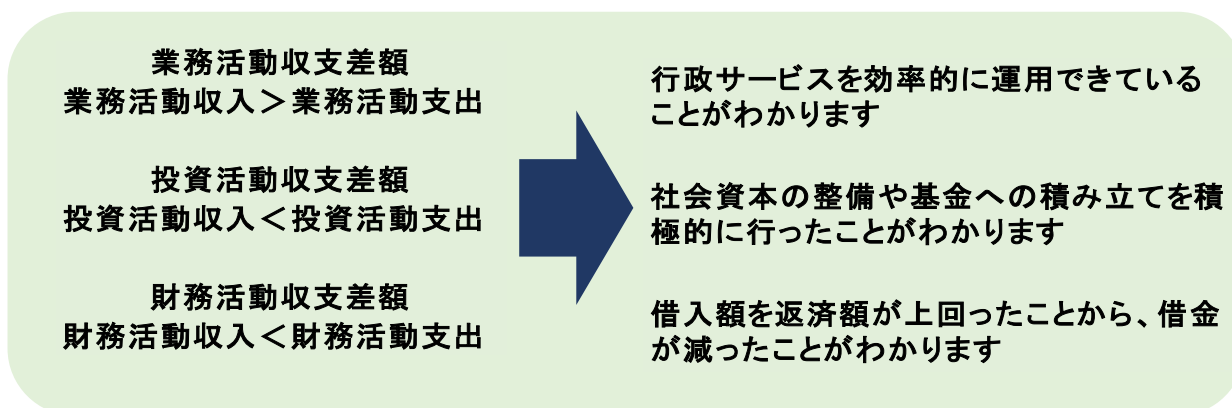 業務活動収支差額
業務活動収入＞業務活動支出
行政サービスを効率的に運用できている
ことがわかります
投資活動収支差額
投資活動収入＜投資活動支出
社会資本の整備や基金への積み立てを積
極的に行ったことがわかります
財務活動収支差額
財務活動収入＜財務活動支出
借入額を返済額が上回ったことから、借金
が減ったことがわかります